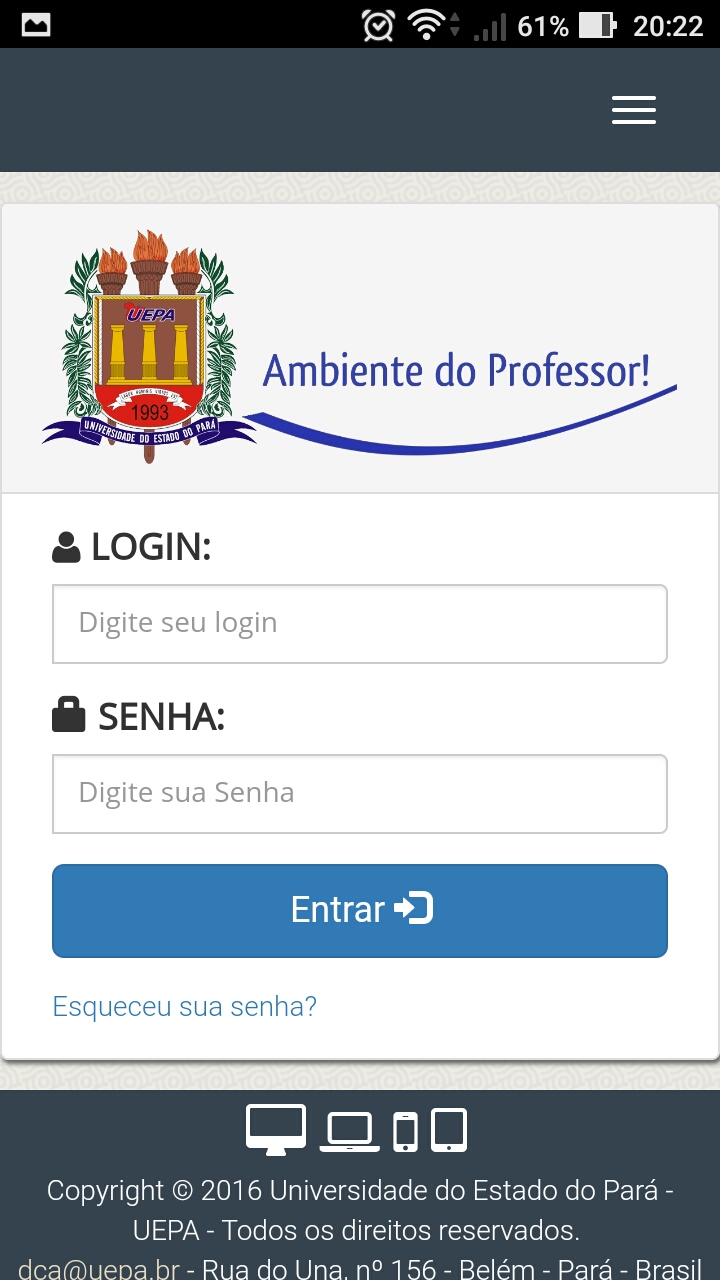 61% 20:22
UEPA
Ambiente do Professor!
1993
UNIVERSIDADE DO ESTADO DO PARÁ
LOGIN:
Digite seu login
SENHA:
Digite sua Senha
Entrar
Esqueceu sua senha?
Copyright © 2016 Universidade do Estado do Pará -
UEPA - Todos os direitos reservados.
dca@uepa.br - Rua do Una, nº 156 - Belém - Pará - Brasil